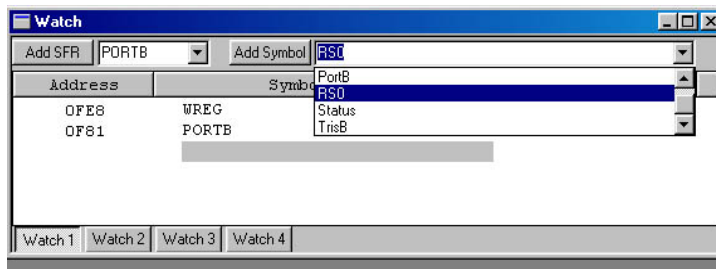 Watch
Add SFR PORTB Add Symbol RS0
PortB
RS0
Status
TrisB
Address
0FE8 WREG
0F81 PORTB
Watch 1 Watch 2 Watch 3 Watch 4